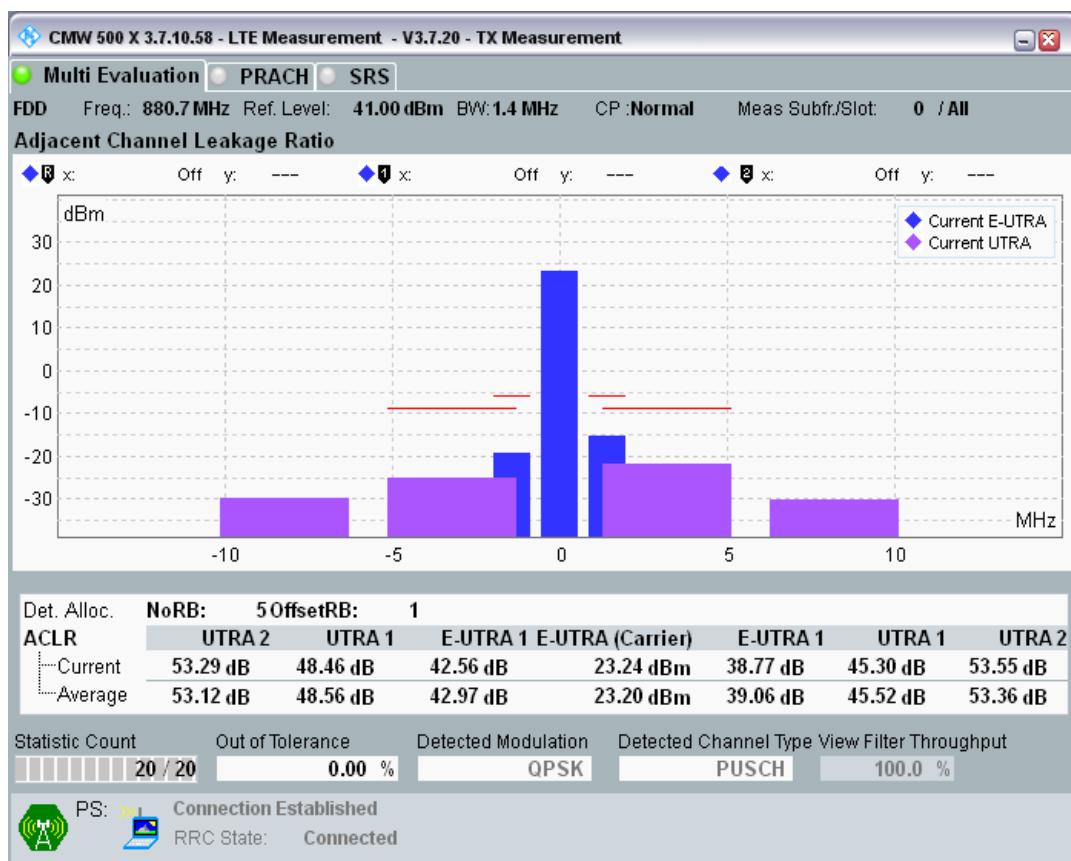 CMW 500 X 3.7.10.58 - LTE Measurement - V3.7.20 - TX Measurement
Multi Evaluation PRACH SRS
FDD Freq.: 880.7 MHz Ref. Level: 41.00 dBm BW: 1.4 MHz CP :Normal Meas Subfr./Slot: 0 / All
Adjacent Channel Leakage Ratio
R x: Off y: --- 1 x: Off y: --- 2 x: Off y: ---
dBm
Current E-UTRA
Current UTRA
30
20
10
0
-10
-20
-30
MHz
-10 -5 0 5 10
Det. Alloc. NoRB: 5 OffsetRB: 1
ACLR UTRA 2 UTRA 1 E-UTRA 1 E-UTRA (Carrier) E-UTRA 1 UTRA 1 UTRA 2
Current 53.29 dB 48.46 dB 42.56 dB 23.24 dBm 38.77 dB 45.30 dB 53.55 dB
Average 53.12 dB 48.56 dB 42.97 dB 23.20 dBm 39.06 dB 45.52 dB 53.36 dB
Statistic Count Out of Tolerance Detected Modulation Detected Channel Type View Filter Throughput
20 / 20 0.00 % QPSK PUSCH 100.0 %
PS: Connection Established
RRC State: Connected